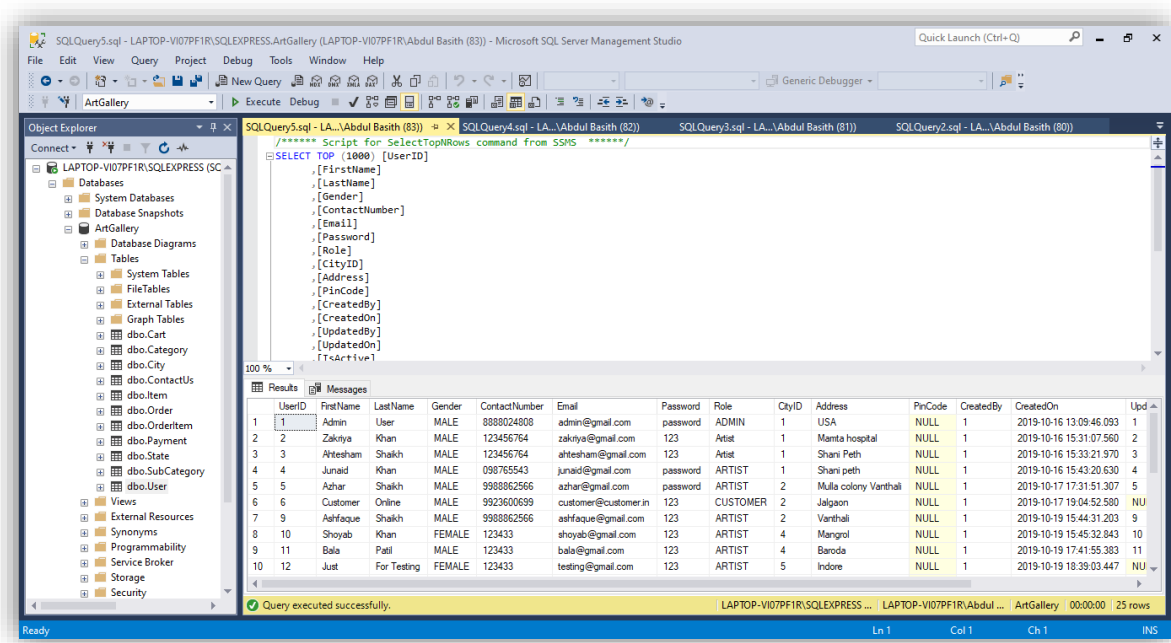 SQLQuery5.sql - LAPTOP-VI07PF1R\SQLEXPRESS.ArtGallery (LAPTOP-VI07PF1R\Abdul Basith (83)) - Microsoft SQL Server Management Studio
Quick Launch (Ctrl+Q)
File Edit View Query Project Debug Tools Window Help
New Query
Generic Debugger
ArtGallery
Execute Debug
Object Explorer
Connect
LAPTOP-VI07PF1R\SQLEXPRESS (SC
Databases
System Databases
Database Snapshots
ArtGallery
Database Diagrams
Tables
System Tables
FileTables
External Tables
Graph Tables
dbo.Cart
dbo.Category
dbo.City
dbo.ContactUs
dbo.Item
dbo.Order
dbo.OrderItem
dbo.Payment
dbo.State
dbo.SubCategory
dbo.User
Views
External Resources
Synonyms
Programmability
Service Broker
Storage
Security
SQLQuery5.sql - LA...\Abdul Basith (83)) SQLQuery4.sql - LA...\Abdul Basith (82)) SQLQuery3.sql - LA...\Abdul Basith (81)) SQLQuery2.sql - LA...\Abdul Basith (80))
/****** Script for SelectTopNRows command from SSMS ******/
SELECT TOP (1000) [UserID]
,[FirstName]
,[LastName]
,[Gender]
,[ContactNumber]
,[Email]
,[Password]
,[Role]
,[CityID]
,[Address]
,[PinCode]
,[CreatedBy]
,[CreatedOn]
,[UpdatedBy]
,[UpdatedOn]
,[IsActive]
100 %
Results Messages
UserID FirstName LastName Gender ContactNumber Email Password Role CityID Address PinCode CreatedBy CreatedOn Upd
1 1 Admin User MALE 8888024808 admin@gmail.com password ADMIN 1 USA NULL 1 2019-10-16 13:09:46.093 1
2 2 Zakriya Khan MALE 123456764 zakriya@gmail.com 123 Artist 1 Mamta hospital NULL 1 2019-10-16 15:31:07.560 2
3 3 Ahtesham Shaikh MALE 123456764 ahtesham@gmail.com 123 Artist 1 Shani Peth NULL 1 2019-10-16 15:33:21.970 3
4 4 Junaid Khan MALE 098765543 junaid@gmail.com password ARTIST 1 Shani peth NULL 1 2019-10-16 15:43:20.630 4
5 5 Azhar Shaikh MALE 9988862566 azhar@gmail.com password ARTIST 2 Mulla colony Vanthali NULL 1 2019-10-17 17:31:51.307 5
6 6 Customer Online MALE 9923600699 customer@customer.in 123 CUSTOMER 2 Jalgaon NULL 1 2019-10-17 19:04:52.580 NU
7 9 Ashfaque Shaikh MALE 9988862566 ashfaque@gmail.com 123 ARTIST 2 Vanthali NULL 1 2019-10-19 15:44:31.203 9
8 10 Shoyab Khan FEMALE 123433 shoyab@gmail.com 123 ARTIST 4 Mangrol NULL 1 2019-10-19 15:45:32.843 10
9 11 Bala Patil MALE 123433 bala@gmail.com 123 ARTIST 4 Baroda NULL 1 2019-10-19 17:41:55.383 11
10 12 Just For Testing FEMALE 123433 testing@gmail.com 123 ARTIST 5 Indore NULL 1 2019-10-19 18:39:03.447 NU
Query executed successfully. LAPTOP-VI07PF1R\SQLEXPRESS ... LAPTOP-VI07PF1R\Abdul ... ArtGallery 00:00:00 25 rows
Ready Ln 1 Col 1 Ch 1 INS